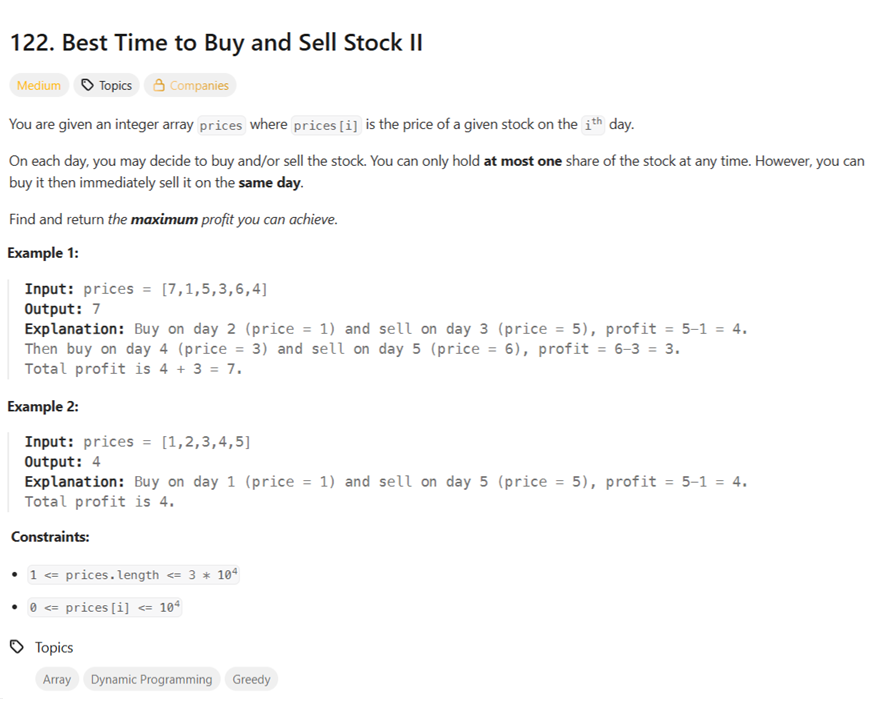 122. Best Time to Buy and Sell Stock II
Medium Topics Companies
You are given an integer array prices where prices[i] is the price of a given stock on the iᵗʰ day.
On each day, you may decide to buy and/or sell the stock. You can only hold at most one share of the stock at any time. However, you can
buy it then immediately sell it on the same day.
Find and return the maximum profit you can achieve.
Example 1:
Input: prices = [7,1,5,3,6,4]
Output: 7
Explanation: Buy on day 2 (price = 1) and sell on day 3 (price = 5), profit = 5-1 = 4.
Then buy on day 4 (price = 3) and sell on day 5 (price = 6), profit = 6-3 = 3.
Total profit is 4 + 3 = 7.
Example 2:
Input: prices = [1,2,3,4,5]
Output: 4
Explanation: Buy on day 1 (price = 1) and sell on day 5 (price = 5), profit = 5-1 = 4.
Total profit is 4.
Constraints:
• 1 <= prices.length <= 3 * 10⁴
• 0 <= prices[i] <= 10⁴
Topics
Array Dynamic Programming Greedy